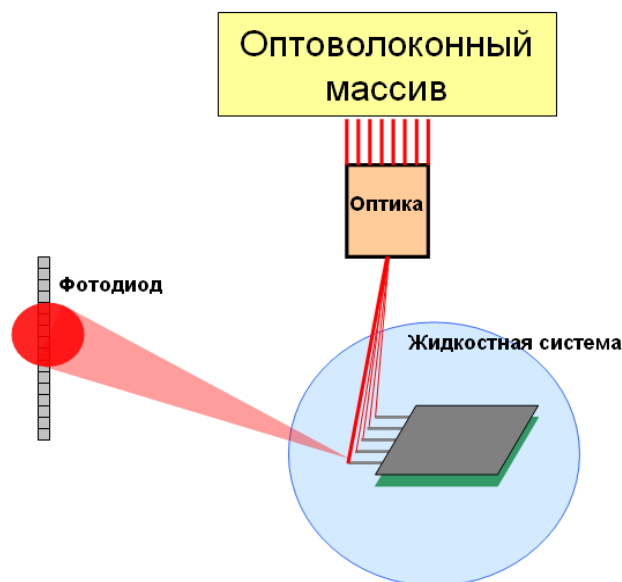 Оптоволоконный
массив
Оптика
Фотодиод
Жидкостная система